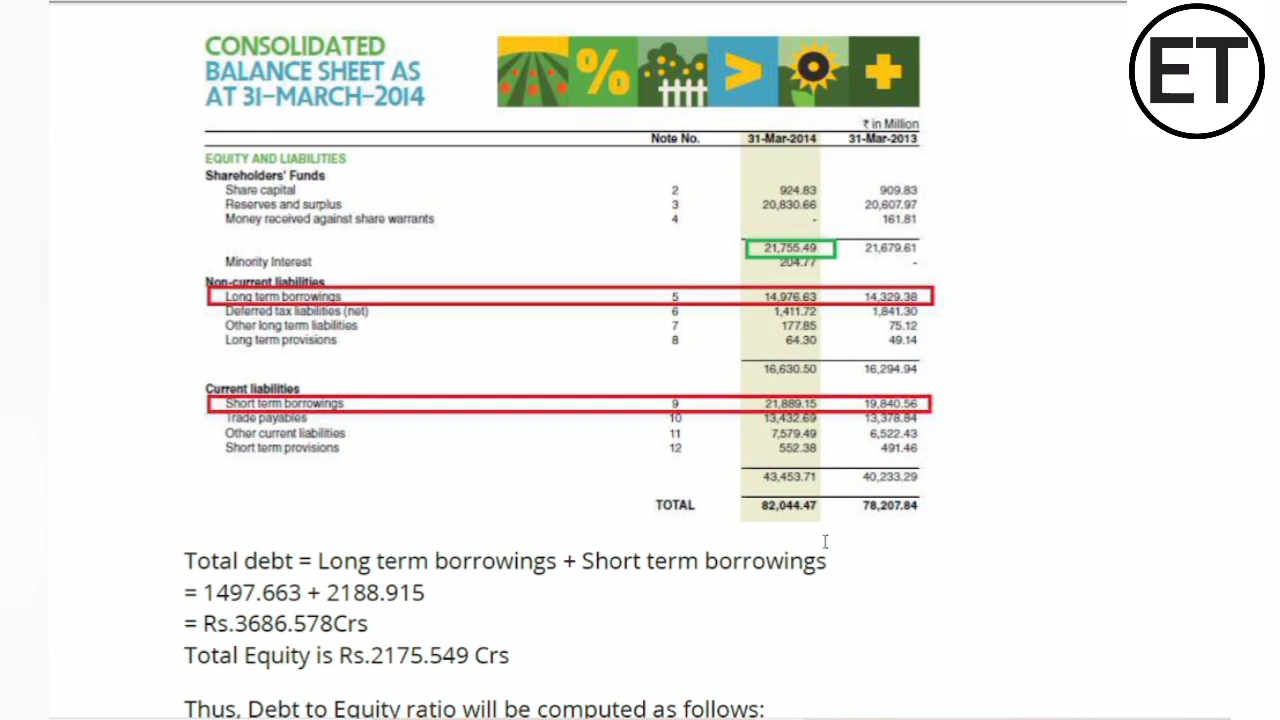 ET
CONSOLIDATED
BALANCE SHEET AS
AT 31-MARCH-2014
% > +
₹ in Million
Note No. 31-Mar-2014 31-Mar-2013
EQUITY AND LIABILITIES
Shareholders' Funds
Share capital 2 924.83 909.83
Reserves and surplus 3 20,830.66 20,607.97
Money received against share warrants 4 - 161.81
21,755.49 21,679.61
Minority Interest 204.77 -
Non-current liabilities
Long term borrowings 5 14,976.63 14,329.38
Deferred tax liabilities (net) 6 1,411.72 1,841.30
Other long term liabilities 7 177.85 75.12
Long term provisions 8 64.30 49.14
16,630.50 16,294.94
Current liabilities
Short term borrowings 9 21,889.15 19,840.56
Trade payables 10 13,432.69 13,378.84
Other current liabilities 11 7,579.49 6,522.43
Short term provisions 12 552.38 491.46
43,453.71 40,233.29
TOTAL 82,044.47 78,207.84
Total debt = Long term borrowings + Short term borrowings
= 1497.663 + 2188.915
= Rs.3686.578Crs
Total Equity is Rs.2175.549 Crs
Thus, Debt to Equity ratio will be computed as follows: